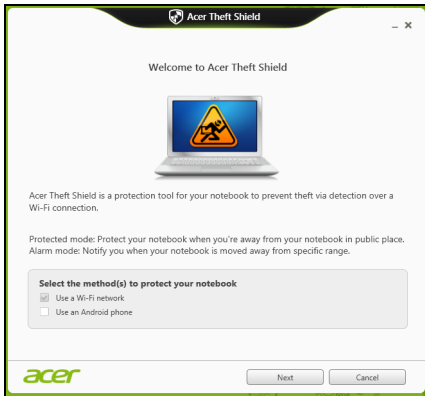 Acer Theft Shield
Welcome to Acer Theft Shield
Acer Theft Shield is a protection tool for your notebook to prevent theft via detection over a
Wi-Fi connection.
Protected mode: Protect your notebook when you're away from your notebook in public place.
Alarm mode: Notify you when your notebook is moved away from specific range.
Select the method(s) to protect your notebook
Use a Wi-Fi network
Use an Android phone
acer
Next
Cancel